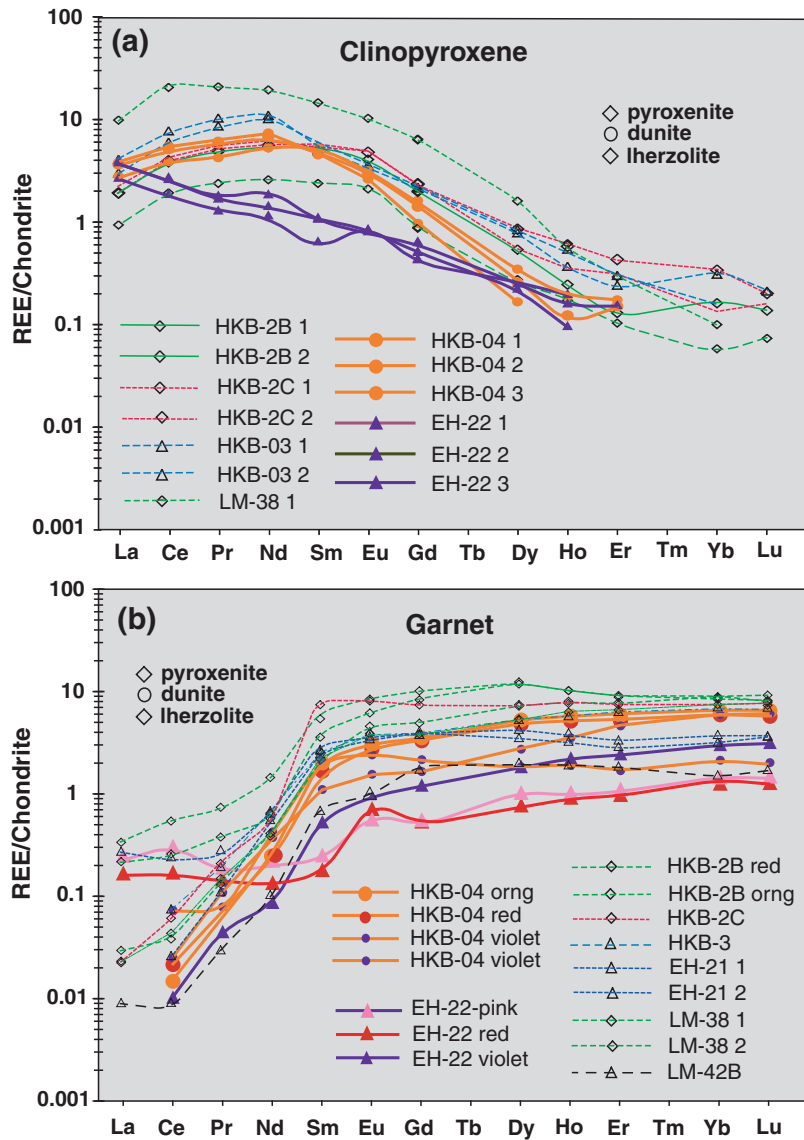 (a)
Clinopyroxene
100
10
1
0.1
0.01
0.001
REE/Chondrite
pyroxenite
dunite
lherzolite
HKB-2B 1
HKB-2B 2
HKB-2C 1
HKB-2C 2
HKB-03 1
HKB-03 2
LM-38 1
HKB-04 1
HKB-04 2
HKB-04 3
EH-22 1
EH-22 2
EH-22 3
La Ce Pr Nd Sm Eu Gd Tb Dy Ho Er Tm Yb Lu
(b)
Garnet
100
10
1
0.1
0.01
0.001
REE/Chondrite
pyroxenite
dunite
lherzolite
HKB-04 orng
HKB-04 red
HKB-04 violet
HKB-04 violet
EH-22-pink
EH-22 red
EH-22 violet
HKB-2B red
HKB-2B orng
HKB-2C
HKB-3
EH-21 1
EH-21 2
LM-38 1
LM-38 2
LM-42B
La Ce Pr Nd Sm Eu Gd Tb Dy Ho Er Tm Yb Lu